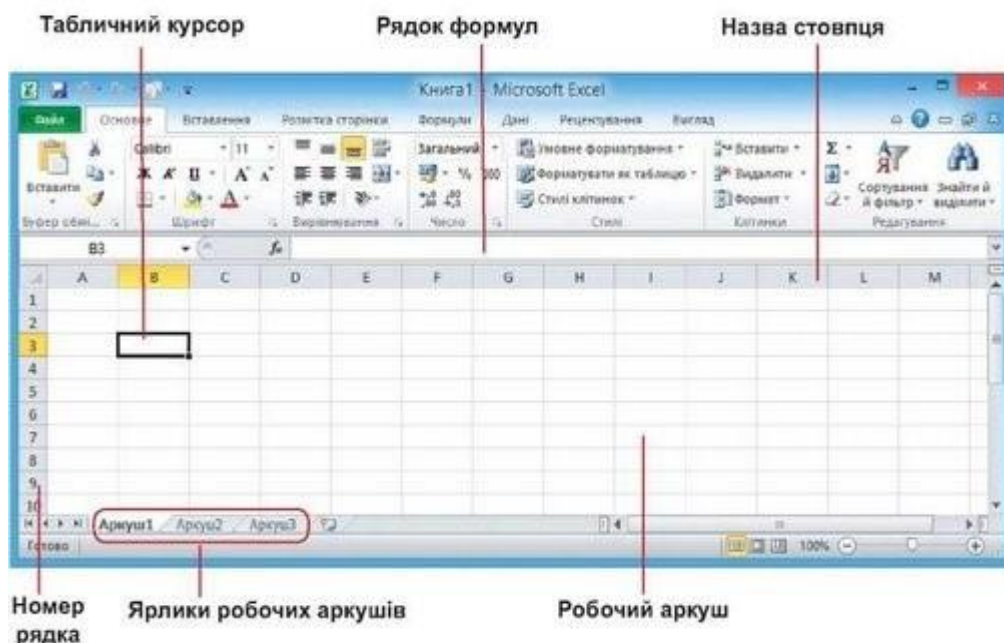 Табличний курсор Рядок формул Назва стовпця
Книга1 - Microsoft Excel
Файл Основне Вставлення Розмітка сторінки Формули Дані Рецензування Вигляд
Calibri 11 Загальний Умовне форматування Вставити Σ
Вставити Ж К П А А % 000 Форматувати як таблицю Видалити Сортування Знайти й
Стилі клітинок Формат й фільтр виділити
Буфер обмі... Шрифт Вирівнювання Число Стилі Клітинки Редагування
B3 fx
A B C D E F G H I J K L M
1
2
3
4
5
6
7
8
9
10
Аркуш1 Аркуш2 Аркуш3
Готово 100%
Номер рядка
Ярлики робочих аркушів Робочий аркуш